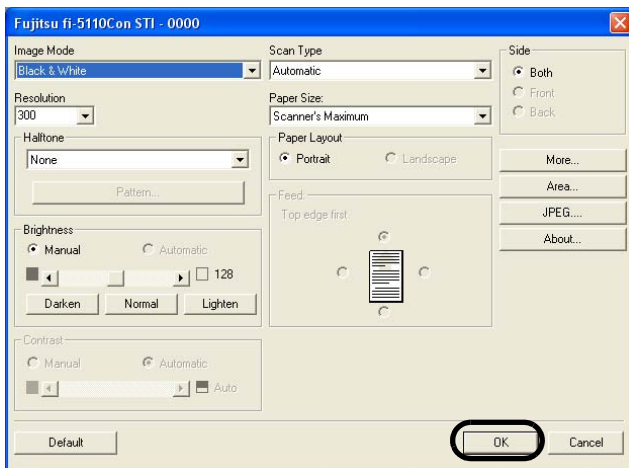 Fujitsu fi-5110Con STI - 0000
Image Mode
Black & White
Resolution
300
Halftone
None
Pattern...
Brightness
Manual
Automatic
128
Darken
Normal
Lighten
Contrast
Manual
Automatic
Auto
Scan Type
Automatic
Paper Size:
Scanner's Maximum
Paper Layout
Portrait
Landscape
Feed:
Top edge first
Side
Both
Front
Back
More...
Area...
JPEG....
About...
Default
OK
Cancel